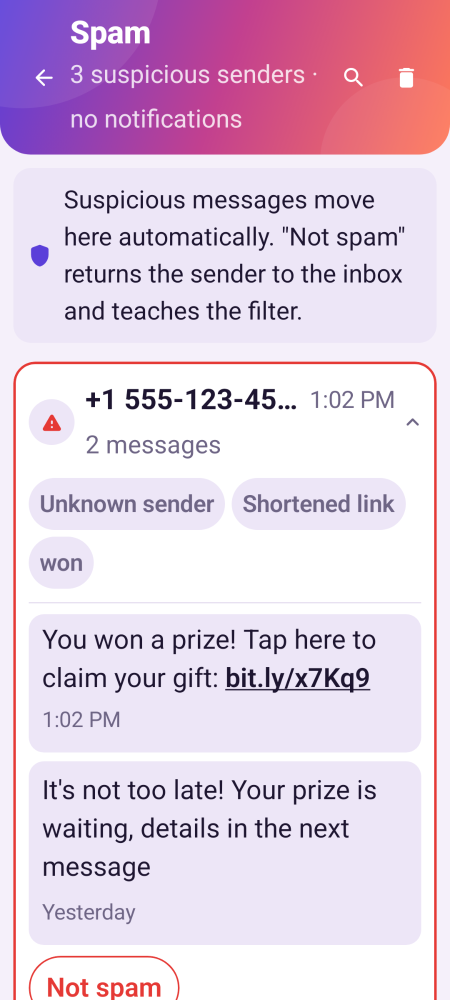 Spam
3 suspicious senders ·
no notifications
Suspicious messages move
here automatically. "Not spam"
returns the sender to the inbox
and teaches the filter.
+1 555-123-45… 1:02 PM
2 messages
Unknown sender Shortened link
won
You won a prize! Tap here to
claim your gift: bit.ly/x7Kq9
1:02 PM
It's not too late! Your prize is
waiting, details in the next
message
Yesterday
Not spam